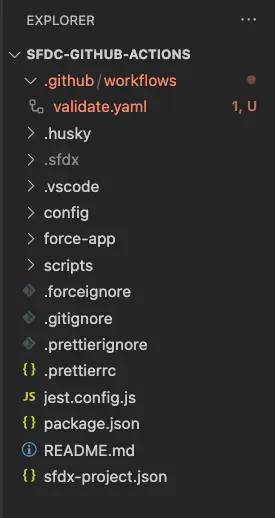 EXPLORER ...
SFDC-GITHUB-ACTIONS
.github/workflows
validate.yaml 1, U
.husky
.sfdx
.vscode
config
force-app
scripts
.forceignore
.gitignore
.prettierignore
{} .prettierrc
JS jest.config.js
{} package.json
README.md
{} sfdx-project.json